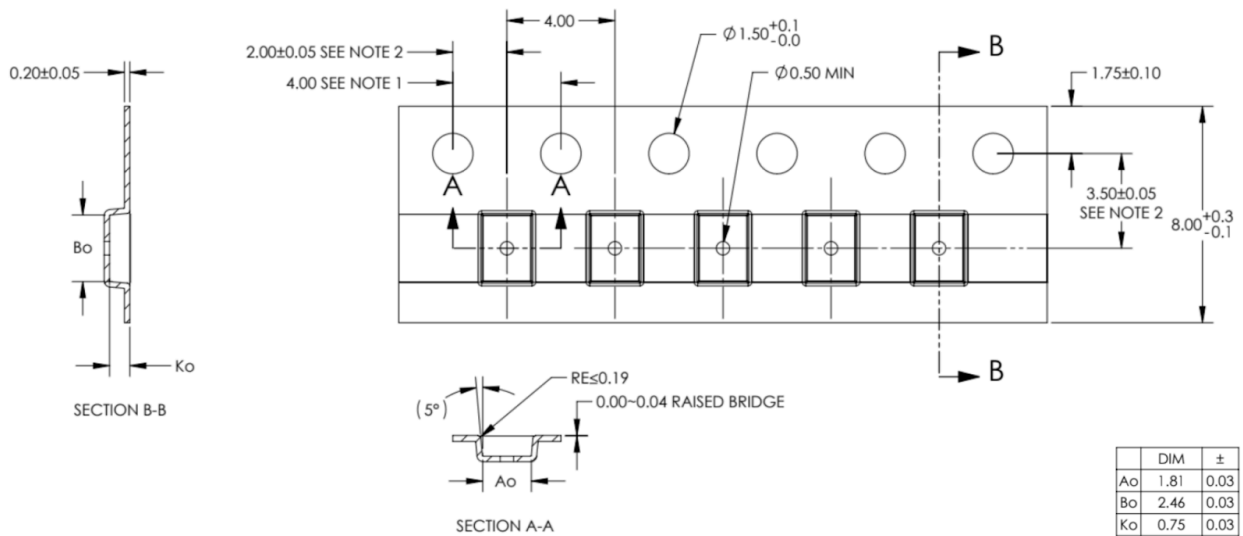 4.00
2.00±0.05 SEE NOTE 2
4.00 SEE NOTE 1
0.20±0.05
Ø1.50 +0.1 -0.0
Ø0.50 MIN
B
1.75±0.10
A
A
3.50±0.05
SEE NOTE 2
8.00 +0.3 -0.1
Bo
Ko
B
SECTION B-B
RE≤0.19
(5°)
0.00~0.04 RAISED BRIDGE
Ao
SECTION A-A
DIM ±
Ao 1.81 0.03
Bo 2.46 0.03
Ko 0.75 0.03